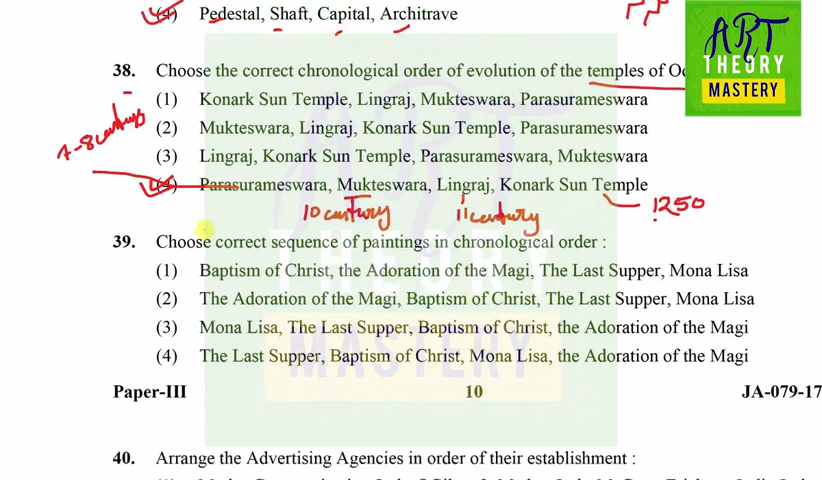 (4) Pedestal, Shaft, Capital, Architrave
ART
THEORY
MASTERY
38. Choose the correct chronological order of evolution of the temples of
(1) Konark Sun Temple, Lingraj, Mukteswara, Parasurameswara
(2) Mukteswara, Lingraj, Konark Sun Temple, Parasurameswara
7-8 century
(3) Lingraj, Konark Sun Temple, Parasurameswara, Mukteswara
(4) Parasurameswara, Mukteswara, Lingraj, Konark Sun Temple
10 century 11 century 1250
39. Choose correct sequence of paintings in chronological order :
(1) Baptism of Christ, the Adoration of the Magi, The Last Supper, Mona Lisa
(2) The Adoration of the Magi, Baptism of Christ, The Last Supper, Mona Lisa
(3) Mona Lisa, The Last Supper, Baptism of Christ, the Adoration of the Magi
(4) The Last Supper, Baptism of Christ, Mona Lisa, the Adoration of the Magi
Paper-III 10 JA-079-17
40. Arrange the Advertising Agencies in order of their establishment :